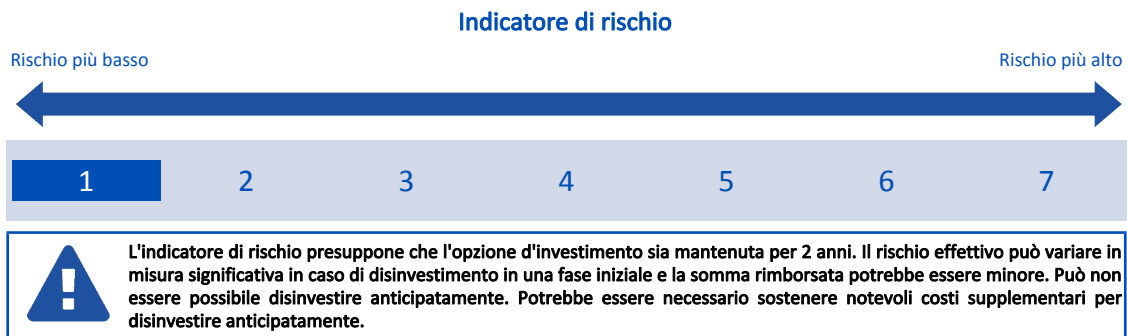 Indicatore di rischio
Rischio più basso
Rischio più alto
1 2 3 4 5 6 7
L'indicatore di rischio presuppone che l'opzione d'investimento sia mantenuta per 2 anni. Il rischio effettivo può variare in
misura significativa in caso di disinvestimento in una fase iniziale e la somma rimborsata potrebbe essere minore. Può non
essere possibile disinvestire anticipatamente. Potrebbe essere necessario sostenere notevoli costi supplementari per
disinvestire anticipatamente.